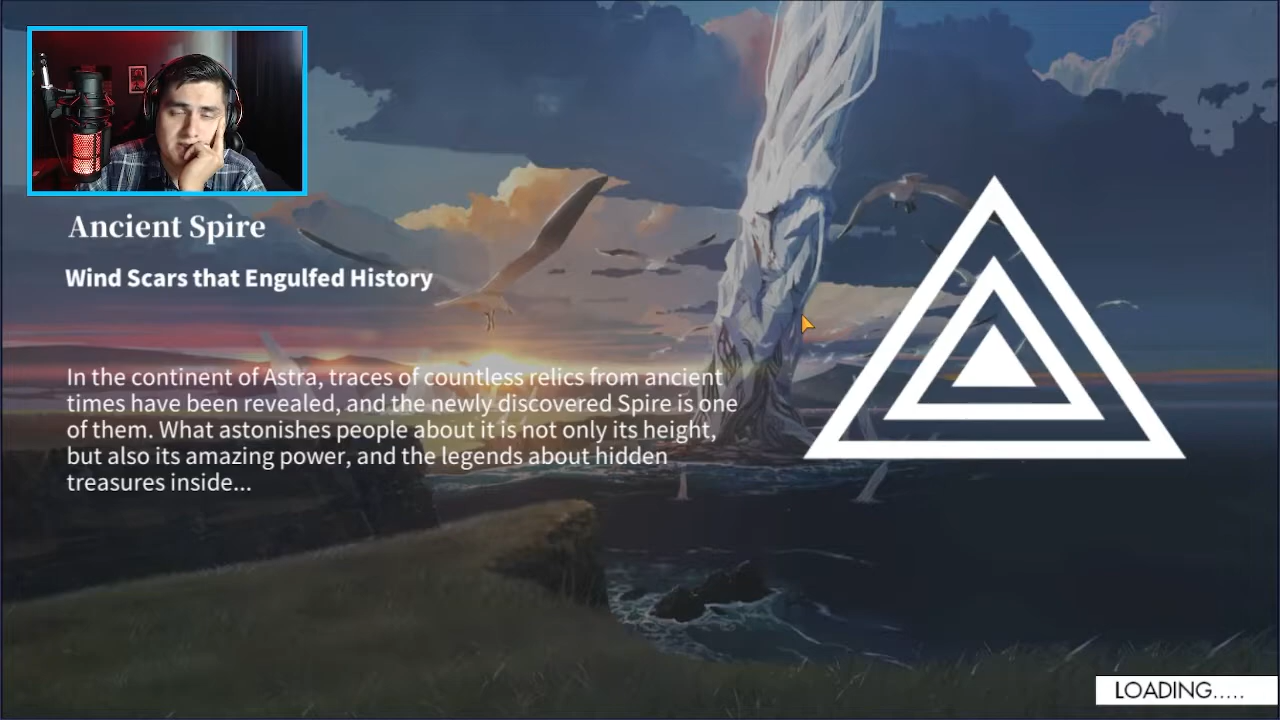 Ancient Spire
Wind Scars that Engulfed History
In the continent of Astra, traces of countless relics from ancient
times have been revealed, and the newly discovered Spire is one
of them. What astonishes people about it is not only its height,
but also its amazing power, and the legends about hidden
treasures inside...
LOADING.....